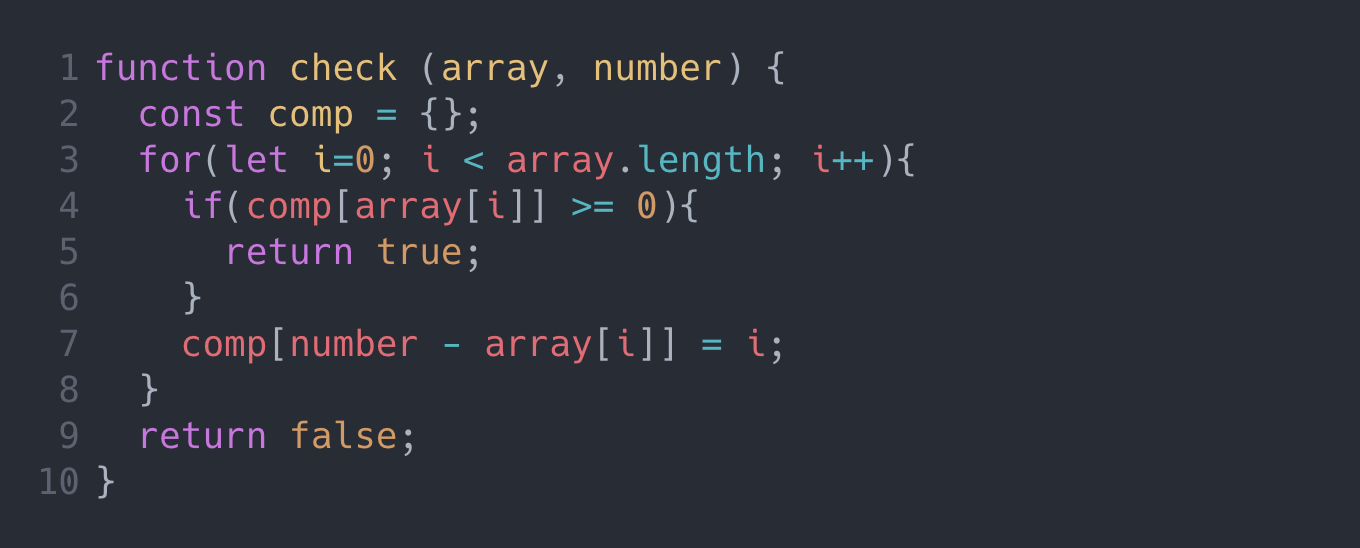 1 function check (array, number) {
2   const comp = {};
3   for(let i=0; i < array.length; i++){
4     if(comp[array[i]] >= 0){
5       return true;
6     }
7     comp[number - array[i]] = i;
8   }
9   return false;
10 }